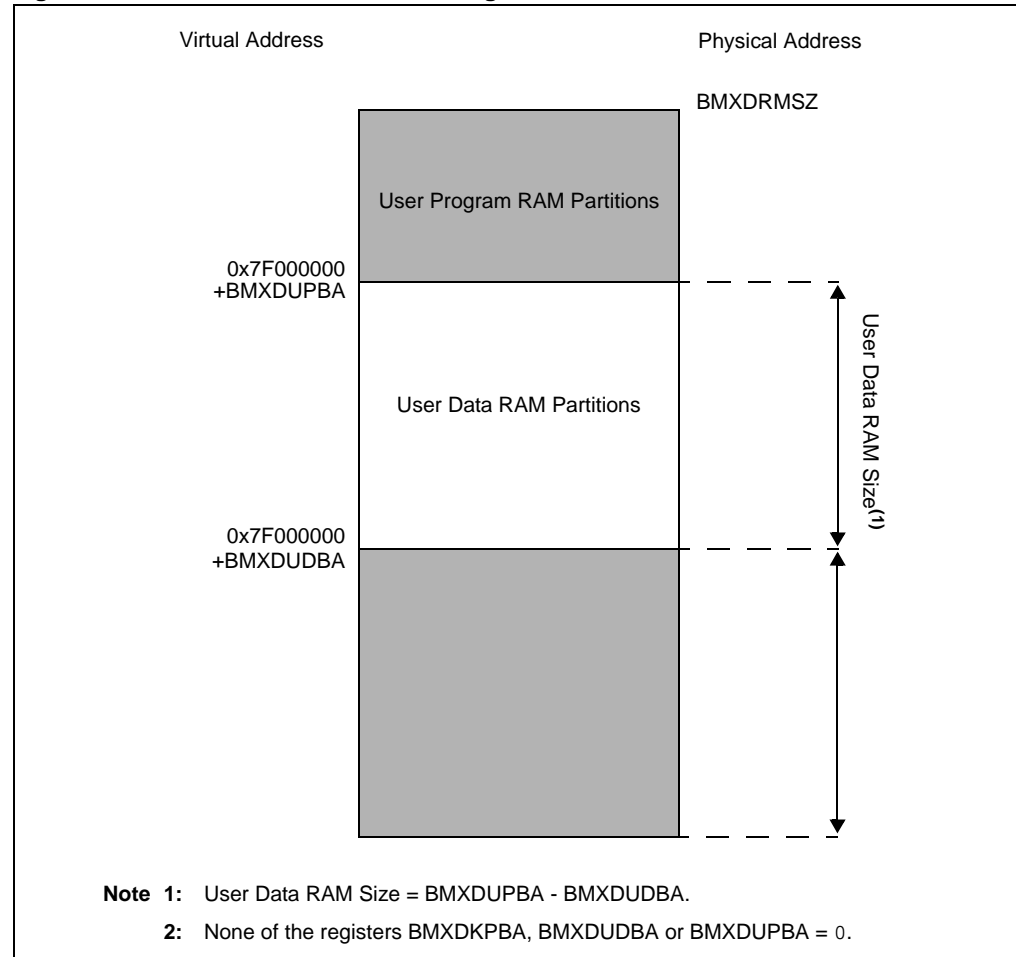 Virtual Address
Physical Address
BMXDRMSZ
User Program RAM Partitions
0x7F000000
+BMXDUPBA
User Data RAM Partitions
User Data RAM Size(1)
0x7F000000
+BMXDUDBA
Note 1: User Data RAM Size = BMXDUPBA - BMXDUDBA.
2: None of the registers BMXDKPBA, BMXDUDBA or BMXDUPBA = 0.